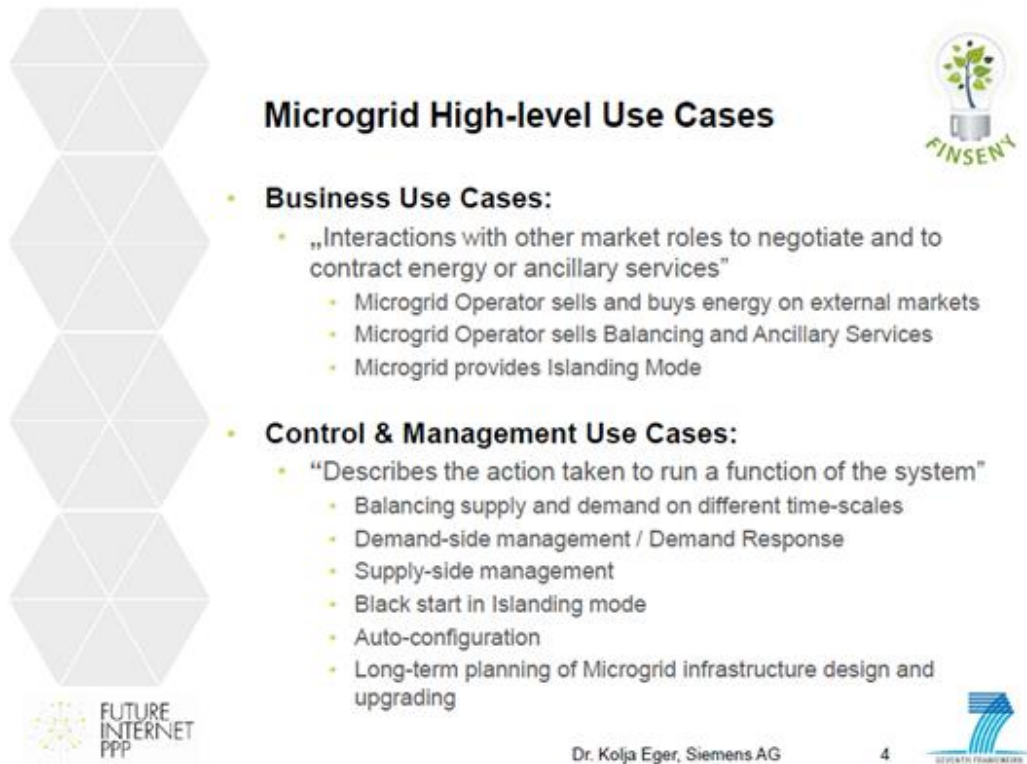 FINSENY
Microgrid High-level Use Cases
• Business Use Cases:
• „Interactions with other market roles to negotiate and to
contract energy or ancillary services”
• Microgrid Operator sells and buys energy on external markets
• Microgrid Operator sells Balancing and Ancillary Services
• Microgrid provides Islanding Mode
• Control & Management Use Cases:
• “Describes the action taken to run a function of the system”
• Balancing supply and demand on different time-scales
• Demand-side management / Demand Response
• Supply-side management
• Black start in Islanding mode
• Auto-configuration
• Long-term planning of Microgrid infrastructure design and
upgrading
FUTURE
INTERNET
PPP
Dr. Kolja Eger, Siemens AG
4
SEVENTH FRAMEWORK